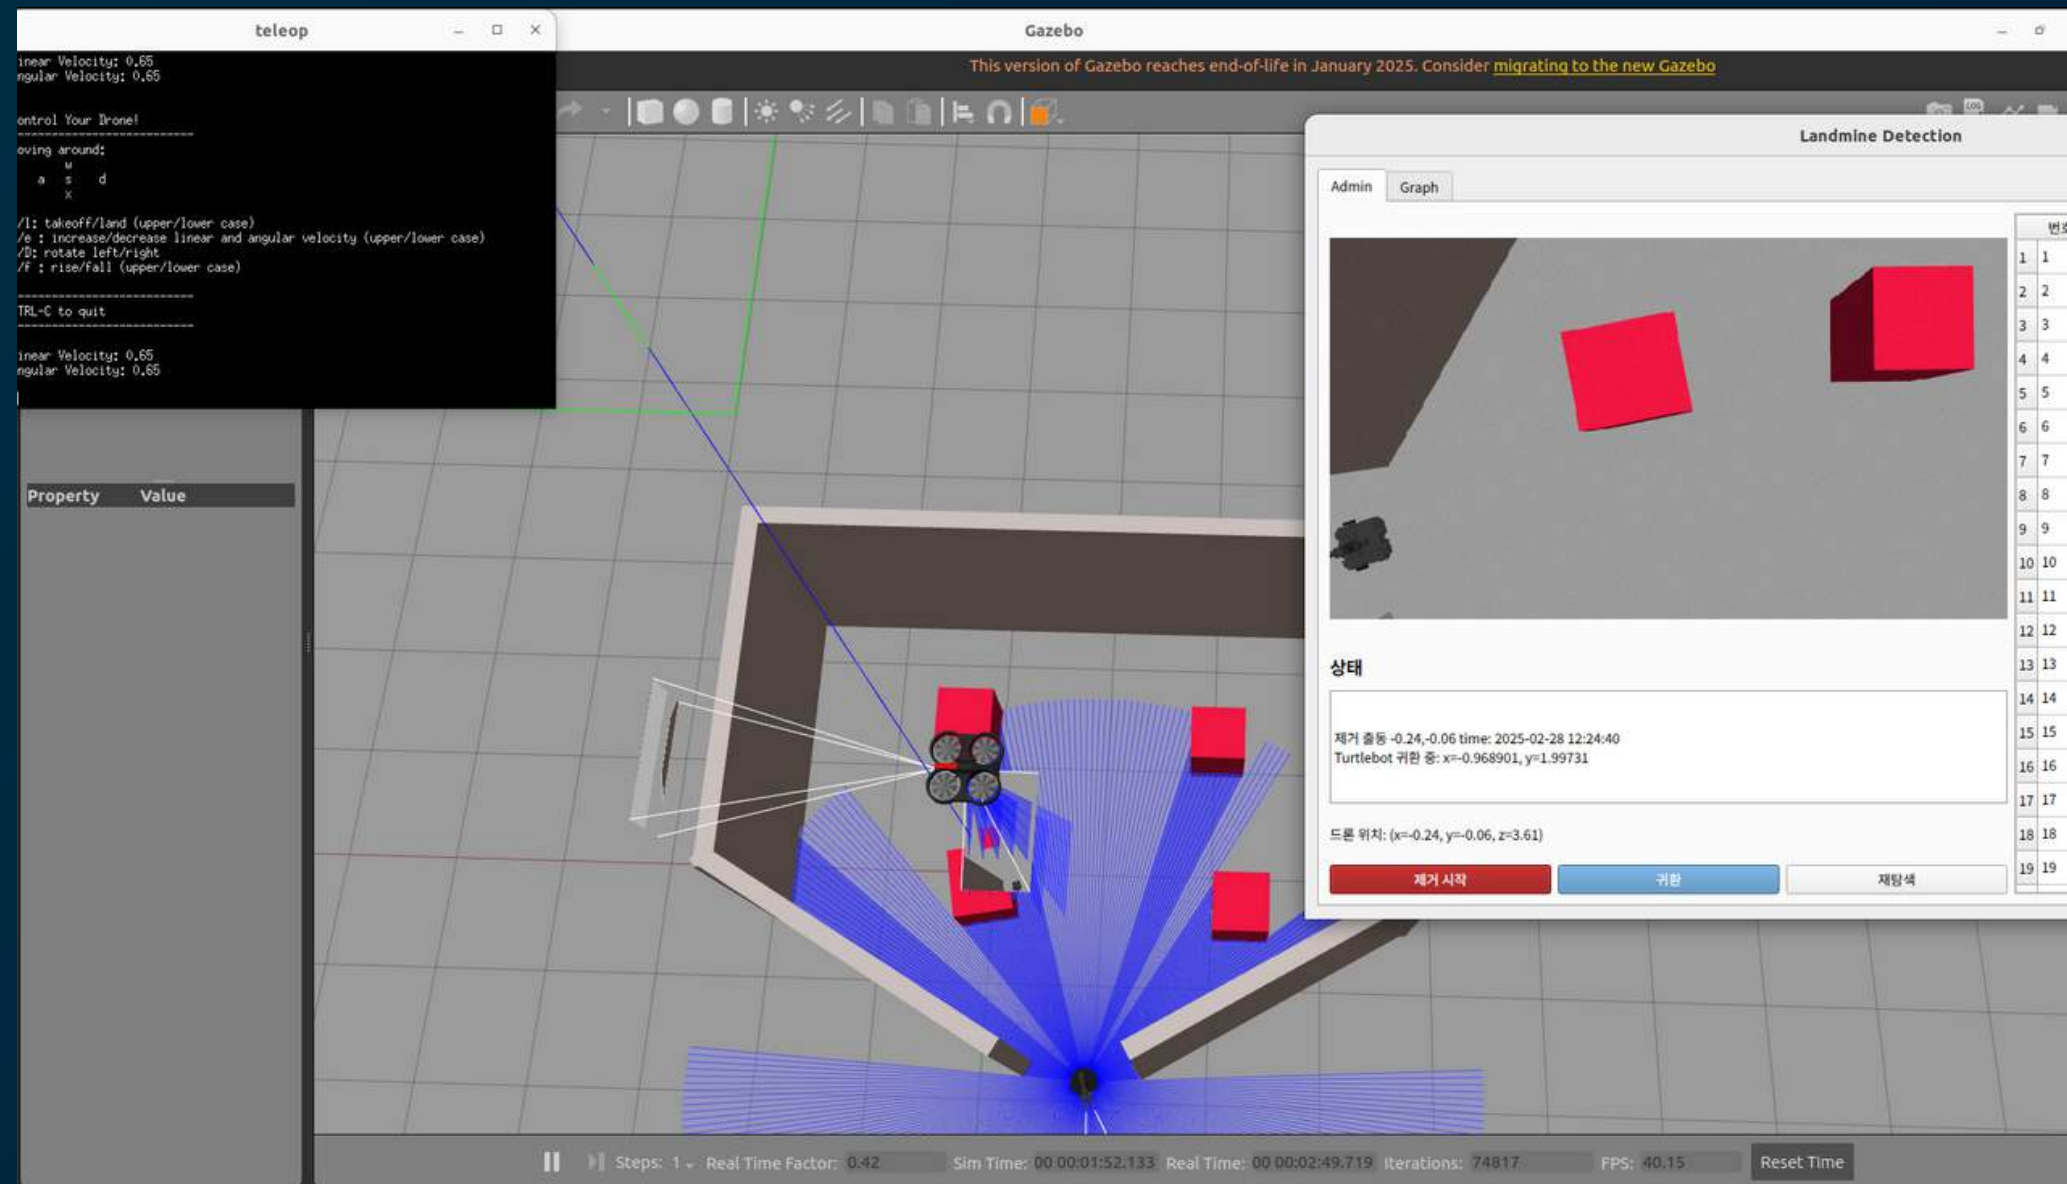 teleop
inear Velocity: 0.65
ngular Velocity: 0.65
ontrol Your Drone!
---------------------------
oving around:
w
a s d
x
/l: takeoff/land (upper/lower case)
/e : increase/decrease linear and angular velocity (upper/lower case)
/D: rotate left/right
/f : rise/fall (upper/lower case)
---------------------------
TRL-C to quit
---------------------------
inear Velocity: 0.65
ngular Velocity: 0.65
Gazebo
This version of Gazebo reaches end-of-life in January 2025. Consider migrating to the new Gazebo
LOG
Property Value
Landmine Detection
Admin Graph
1 1
2 2
3 3
4 4
5 5
6 6
7 7
8 8
9 9
10 10
11 11
12 12
13 13
14 14
15 15
16 16
17 17
18 18
19 19
상태
제거 출동 -0.24,-0.06 time: 2025-02-28 12:24:40
Turtlebot 귀환 중: x=-0.968901, y=1.99731
드론 위치: (x=-0.24, y=-0.06, z=3.61)
제거 시작 귀환 재탐색
Steps: 1 Real Time Factor: 0.42 Sim Time: 00 00:01:52.133 Real Time: 00 00:02:49.719 Iterations: 74817 FPS: 40.15 Reset Time